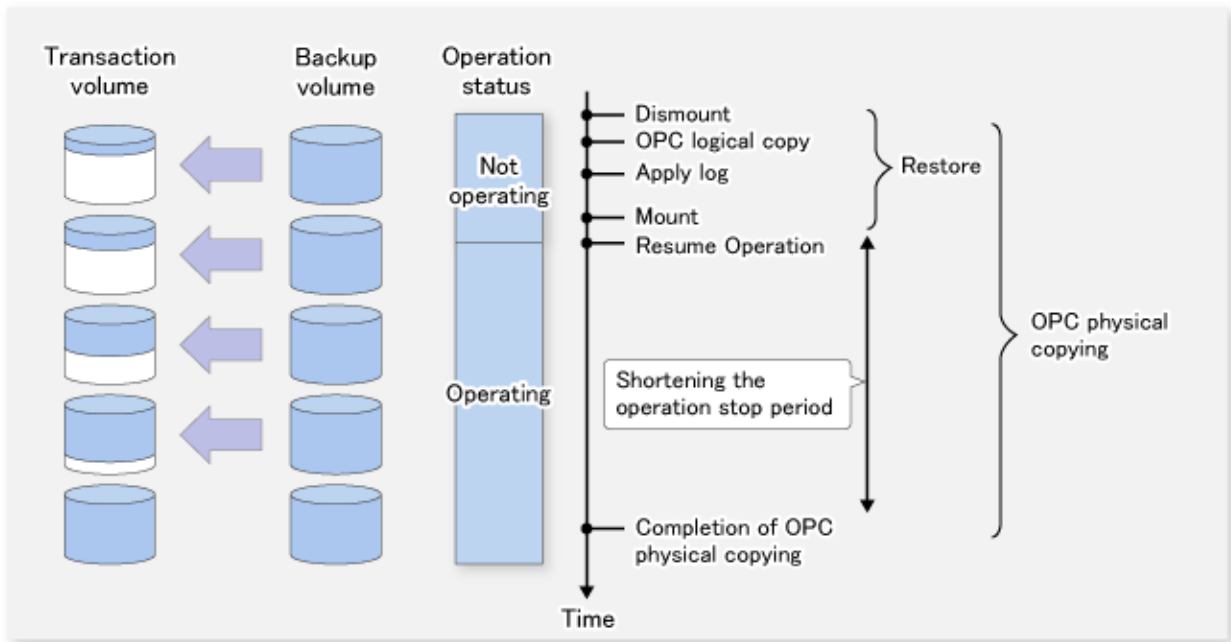 Transaction
volume
Backup
volume
Operation
status
Not
operating
Operating
Dismount
OPC logical copy
Apply log
Mount
Resume Operation
Restore
Shortening the
operation stop period
OPC physical
copying
Completion of OPC
physical copying
Time